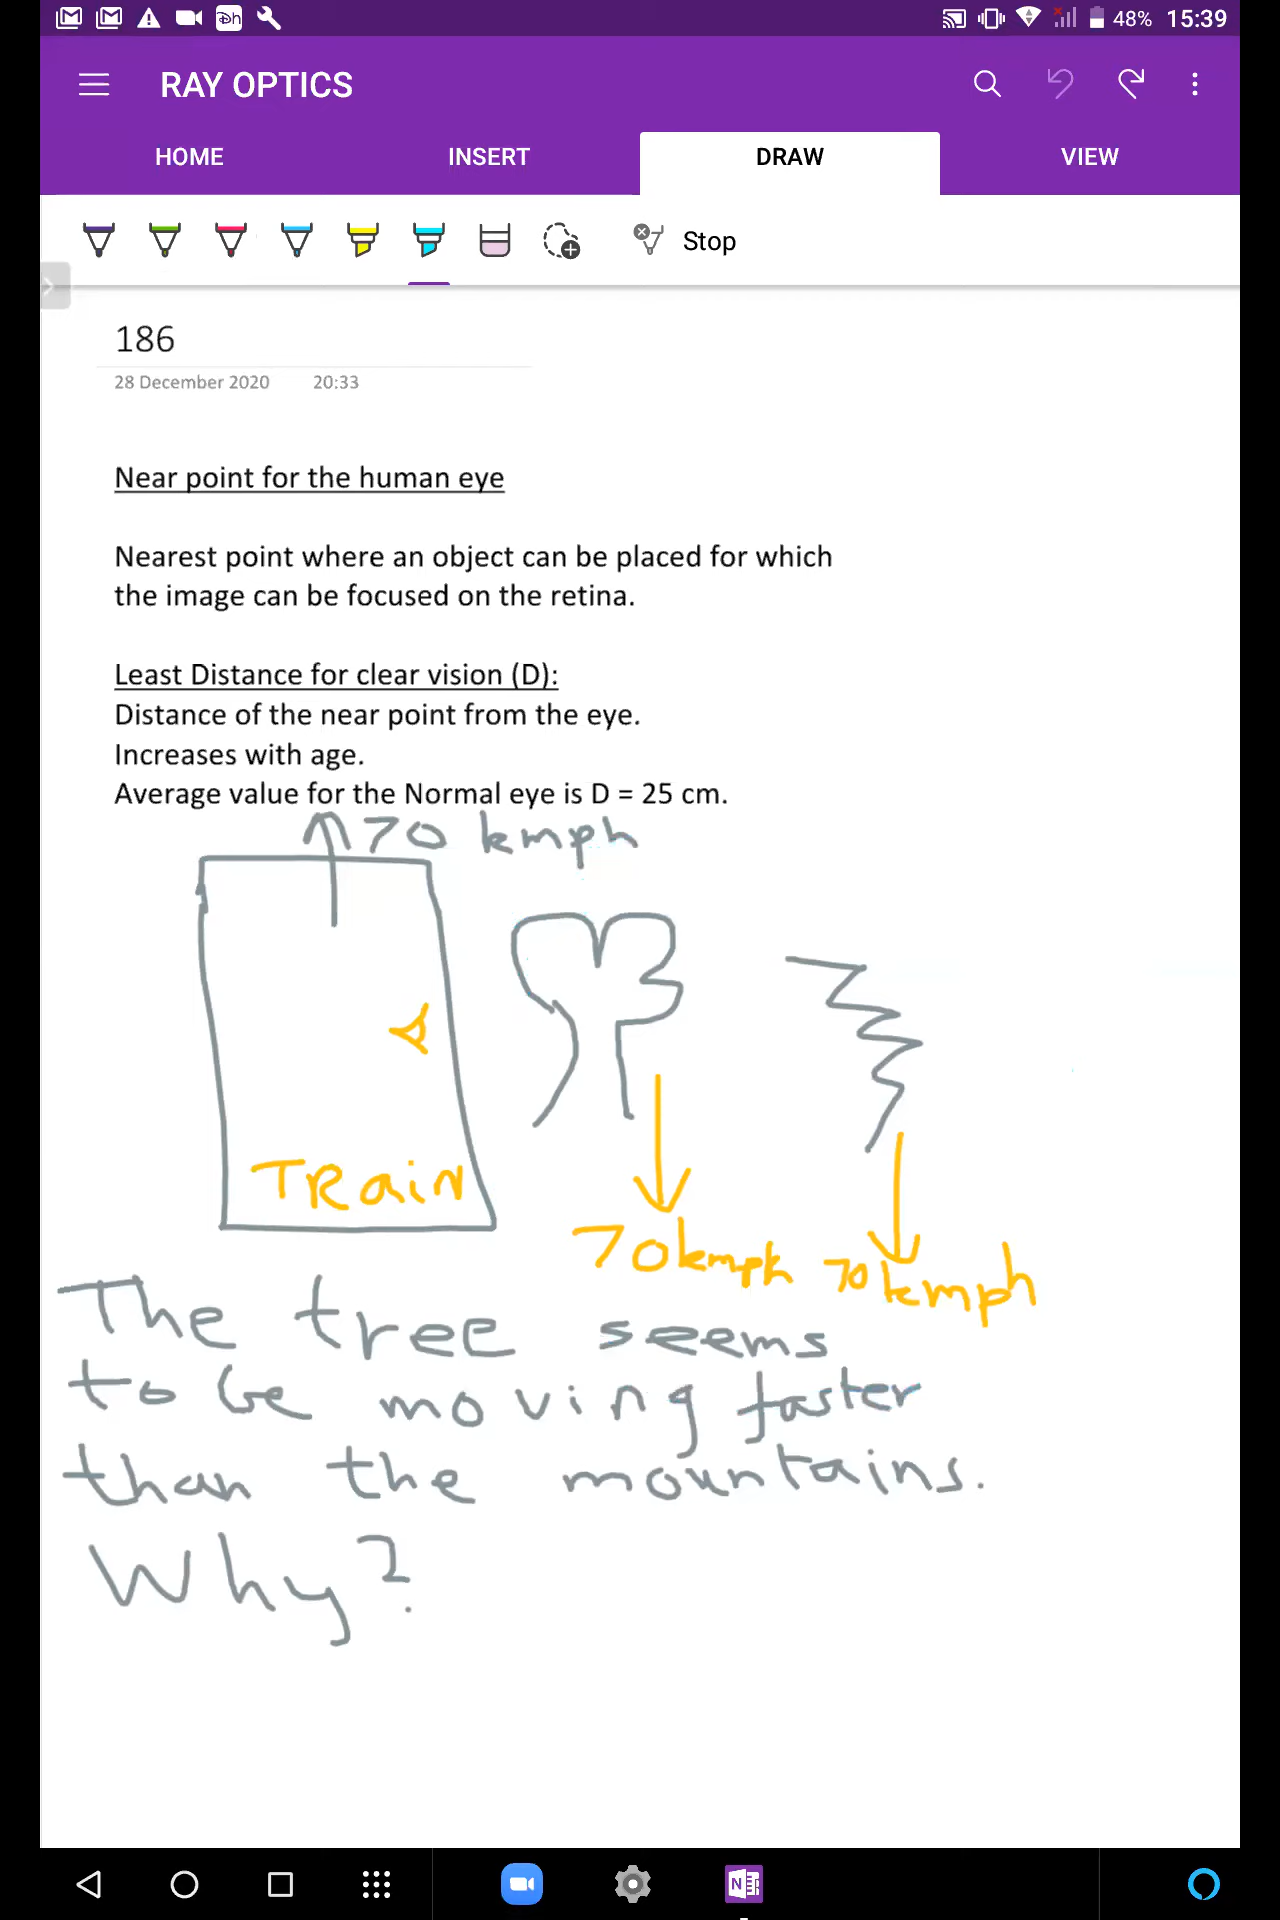 48% 15:39
RAY OPTICS
HOME INSERT DRAW VIEW
Stop
186
28 December 2020 20:33
Near point for the human eye
Nearest point where an object can be placed for which
the image can be focused on the retina.
Least Distance for clear vision (D):
Distance of the near point from the eye.
Increases with age.
Average value for the Normal eye is D = 25 cm.
70 kmph
TRaiN
70kmph 70kmph
The tree seems
to be moving faster
than the mountains.
Why?